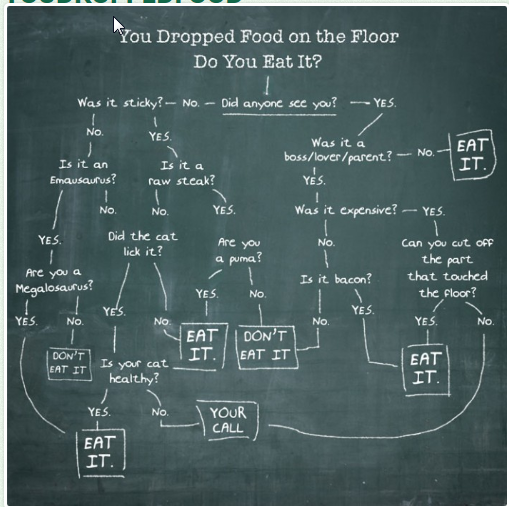 You Dropped Food on the Floor
Do You Eat It?
Was it sticky? — No. — Did anyone see you? — YES.
No.
YES.
Was it a
boss/lover/parent? — No.
EAT
IT.
Is it an
Emausaurus?
Is it a
raw steak?
YES.
No.
No.
YES.
Was it expensive? — YES.
YES.
Did the cat
lick it?
Are you
a puma?
No.
Can you cut off
the part
that touched
the floor?
Are you a
Megalosaurus?
Is it bacon?
YES.
No.
YES.
No.
YES.
No.
No.
YES.
YES.
No.
DON'T
EAT IT
EAT
IT.
DON'T
EAT IT
EAT
IT.
Is your cat
healthy?
YES.
No.
YOUR
CALL
EAT
IT.